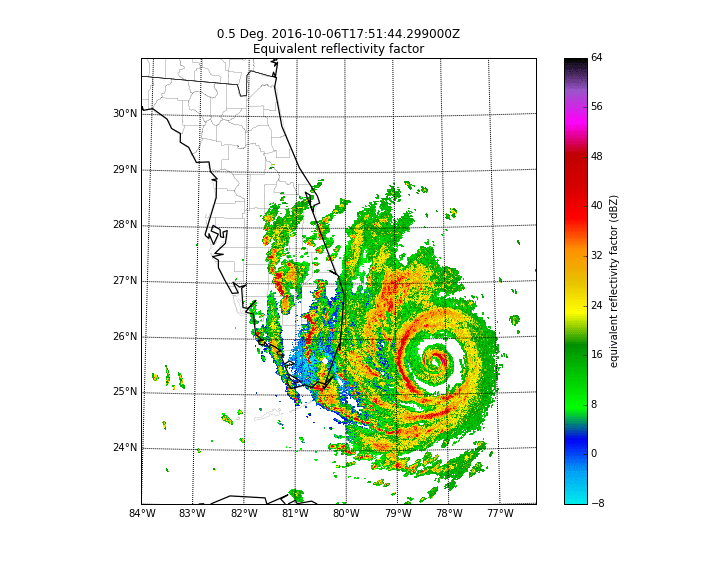 0.5 Deg. 2016-10-06T17:51:44.299000Z
Equivalent reflectivity factor
30°N
29°N
28°N
27°N
26°N
25°N
24°N
84°W 83°W 82°W 81°W 80°W 79°W 78°W 77°W
64
56
48
40
32
24
16
8
0
−8
equivalent reflectivity factor (dBZ)